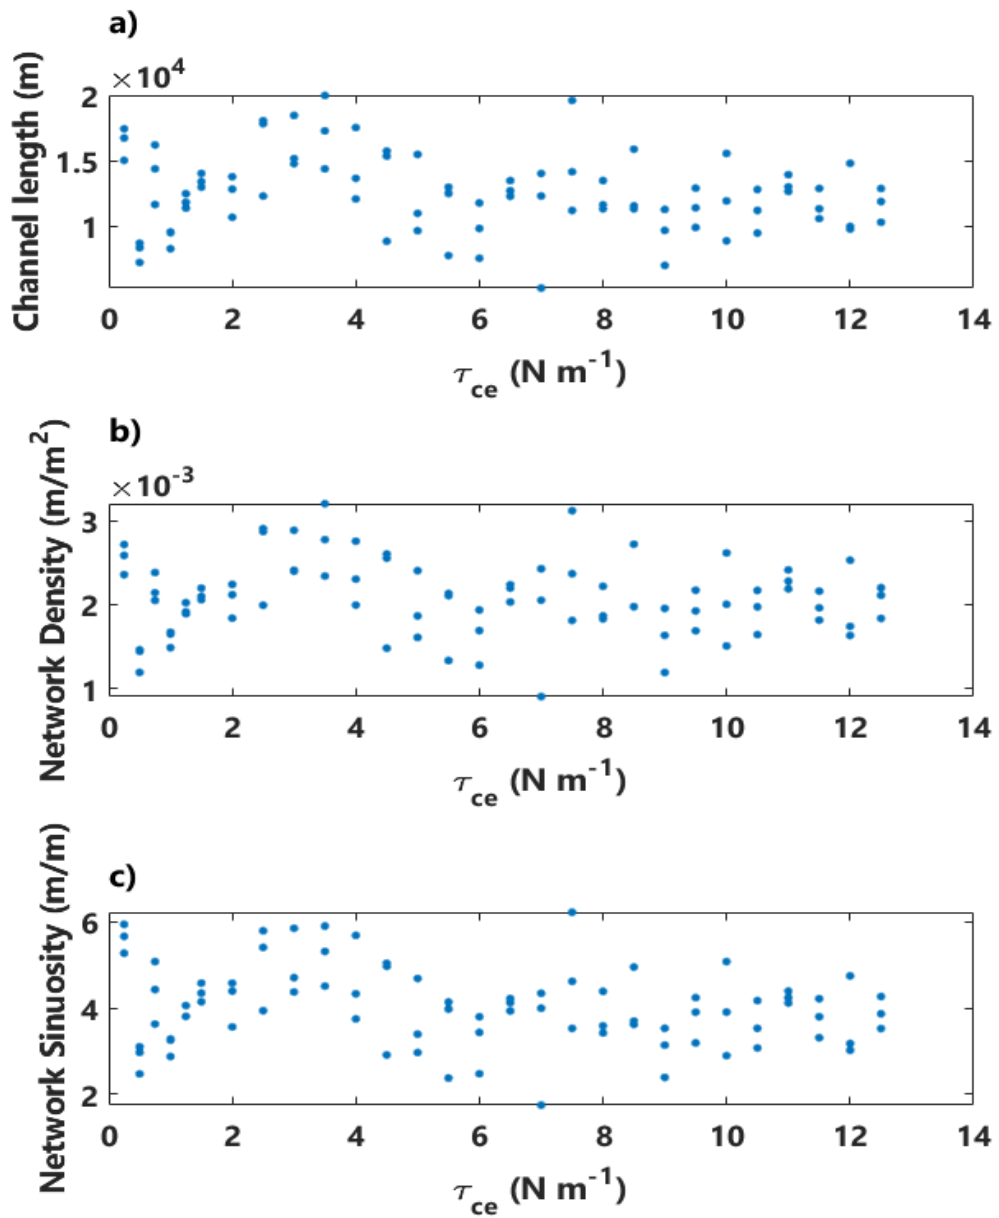 a)
×10⁴
Channel length (m)
2
1.5
1
0 2 4 6 8 10 12 14
τce (N m⁻¹)
b)
×10⁻³
Network Density (m/m²)
3
2
1
0 2 4 6 8 10 12 14
τce (N m⁻¹)
c)
Network Sinuosity (m/m)
6
4
2
0 2 4 6 8 10 12 14
τce (N m⁻¹)